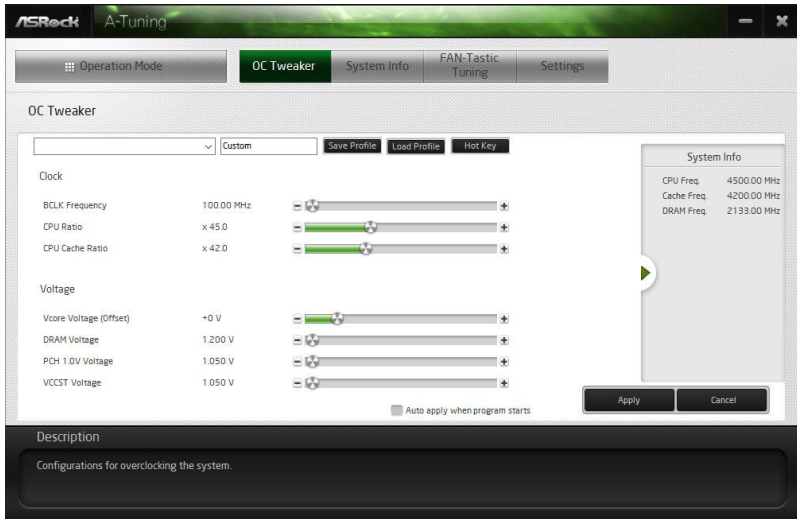 ASRock A-Tuning
Operation Mode OC Tweaker System Info FAN-Tastic Tuning Settings
OC Tweaker
Custom Save Profile Load Profile Hot Key
Clock
BCLK Frequency 100.00 MHz
CPU Ratio x 45.0
CPU Cache Ratio x 42.0
Voltage
Vcore Voltage (Offset) +0 V
DRAM Voltage 1.200 V
PCH 1.0V Voltage 1.050 V
VCCST Voltage 1.050 V
Auto apply when program starts
System Info
CPU Freq. 4500.00 MHz
Cache Freq. 4200.00 MHz
DRAM Freq. 2133.00 MHz
Apply Cancel
Description
Configurations for overclocking the system.